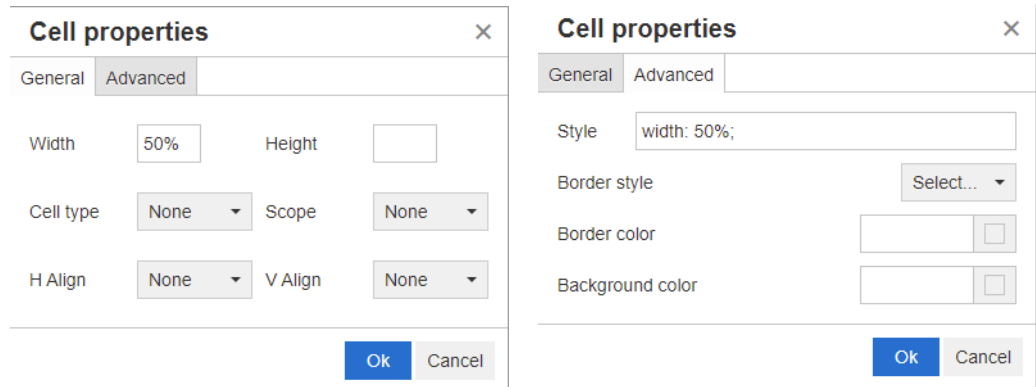 Cell properties ×
General Advanced
Width 50% Height
Cell type None Scope None
H Align None V Align None
Ok Cancel
Cell properties ×
General Advanced
Style width: 50%;
Border style Select...
Border color
Background color
Ok Cancel